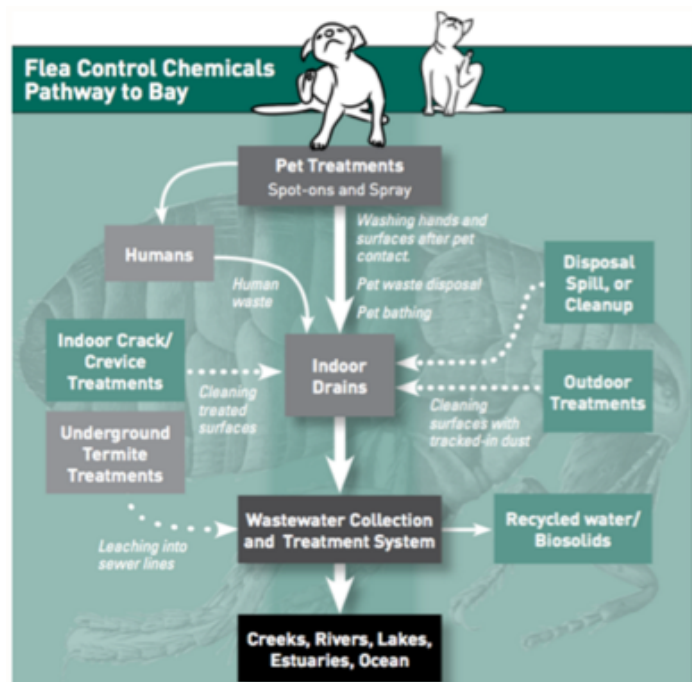 Flea Control Chemicals
Pathway to Bay
Pet Treatments
Spot-ons and Spray
Washing hands and
surfaces after pet
contact.
Pet waste disposal
Pet bathing
Humans
Human
waste
Disposal
Spill, or
Cleanup
Indoor Crack/
Crevice
Treatments
Cleaning
treated
surfaces
Indoor
Drains
Outdoor
Treatments
Cleaning
surfaces with
tracked-in dust
Underground
Termite
Treatments
Leaching into
sewer lines
Wastewater Collection
and Treatment System
Recycled water/
Biosolids
Creeks, Rivers, Lakes,
Estuaries, Ocean